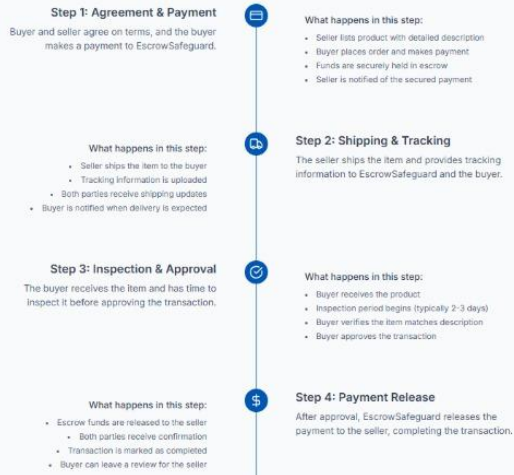 Step 1: Agreement & Payment
Buyer and seller agree on terms, and the buyer
makes a payment to EscrowSafeguard.
What happens in this step:
• Seller lists product with detailed description
• Buyer places order and makes payment
• Funds are securely held in escrow
• Seller is notified of the secured payment
What happens in this step:
• Seller ships the item to the buyer
• Tracking information is uploaded
• Both parties receive shipping updates
• Buyer is notified when delivery is expected
Step 2: Shipping & Tracking
The seller ships the item and provides tracking
information to EscrowSafeguard and the buyer.
Step 3: Inspection & Approval
The buyer receives the item and has time to
inspect it before approving the transaction.
What happens in this step:
• Buyer receives the product
• Inspection period begins (typically 2-3 days)
• Buyer verifies the item matches description
• Buyer approves the transaction
What happens in this step:
• Escrow funds are released to the seller
• Both parties receive confirmation
• Transaction is marked as completed
• Buyer can leave a review for the seller
$
Step 4: Payment Release
After approval, EscrowSafeguard releases the
payment to the seller, completing the transaction.